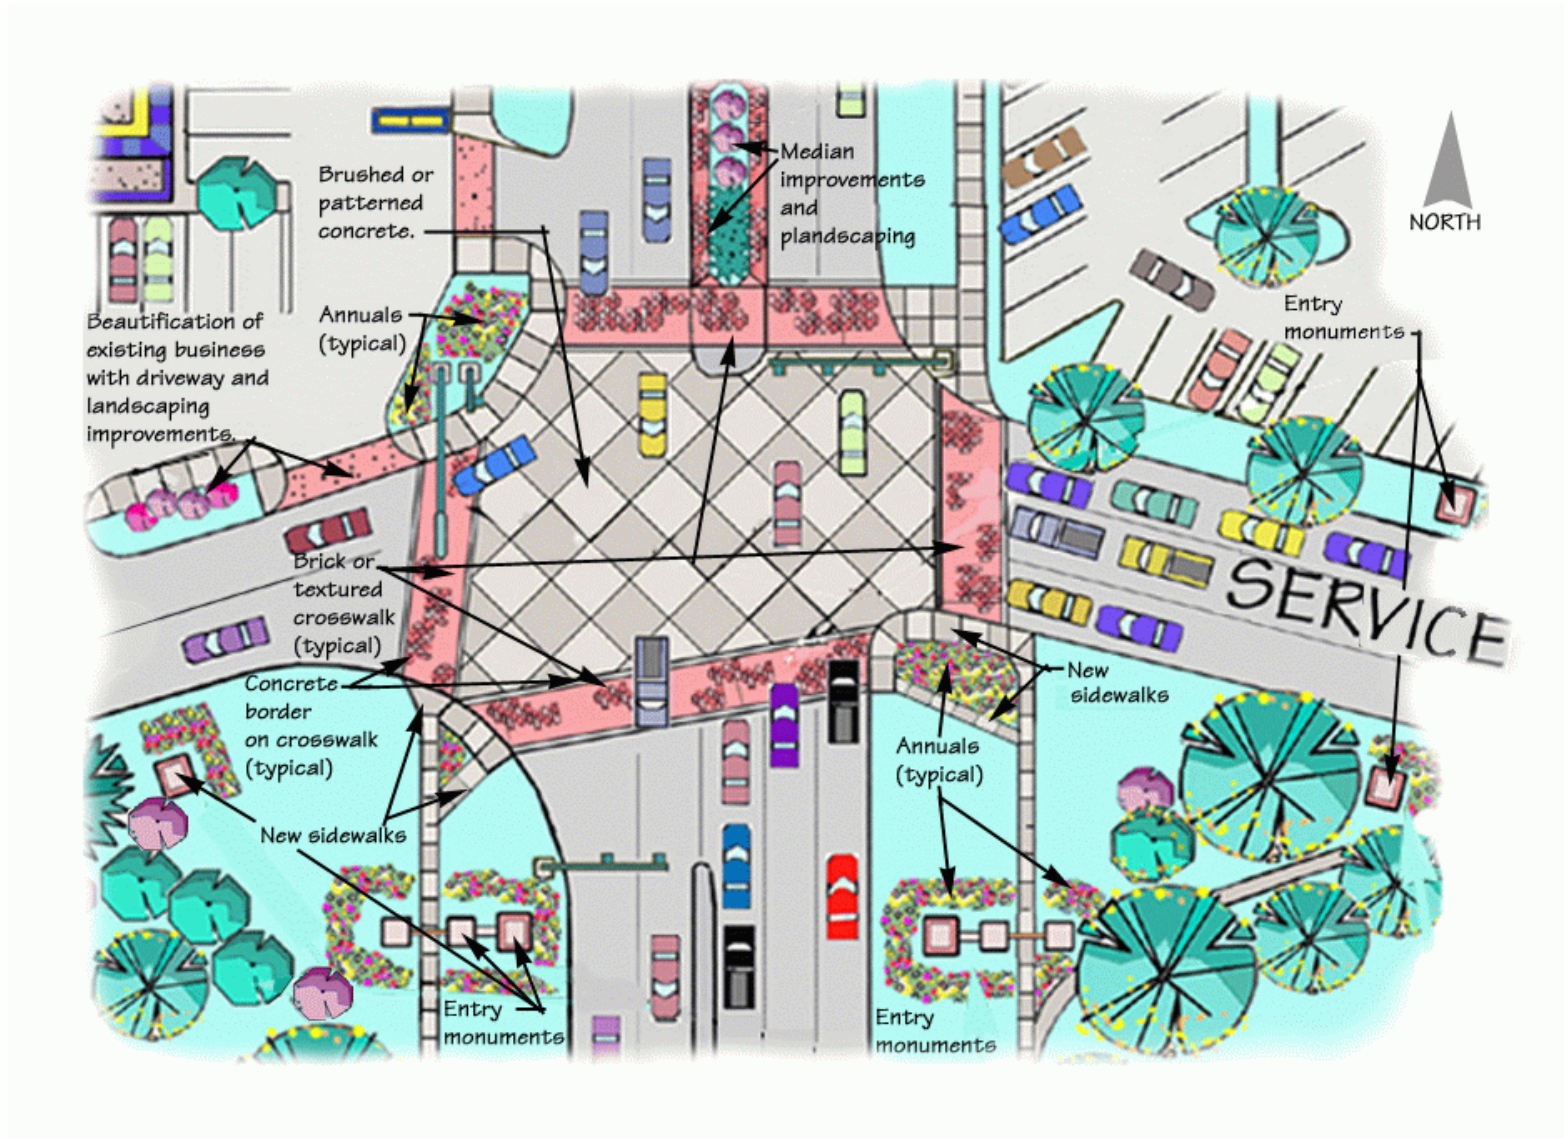 Brushed or
patterned
concrete.
Median
improvements
and
plandscaping
NORTH
Annuals
(typical)
Entry
monuments
Beautification of
existing business
with driveway and
landscaping
improvements.
Brick or
textured
crosswalk
(typical)
SERVICE
Concrete
border
on crosswalk
(typical)
New
sidewalks
Annuals
(typical)
New sidewalks
Entry
monuments
Entry
monuments